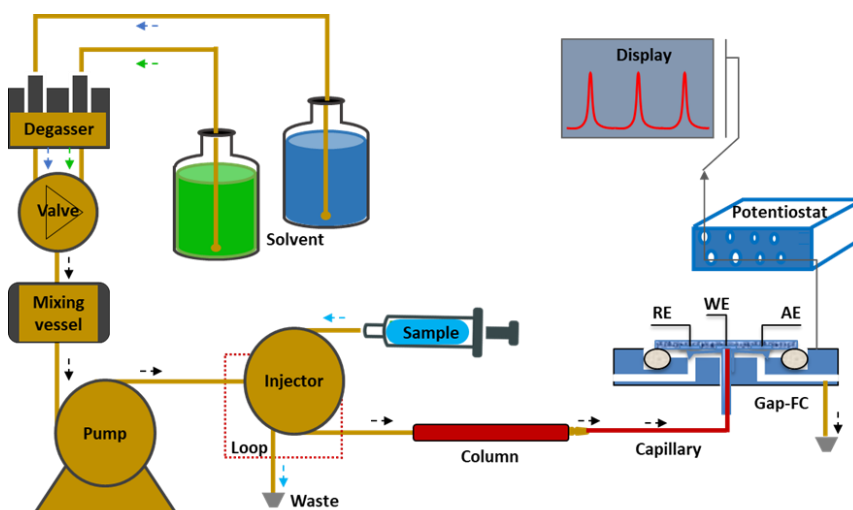 Display
Degasser
Valve
Solvent
Potentiostat
Mixing
vessel
Sample
RE
WE
AE
Injector
Gap-FC
Pump
Loop
Column
Capillary
Waste